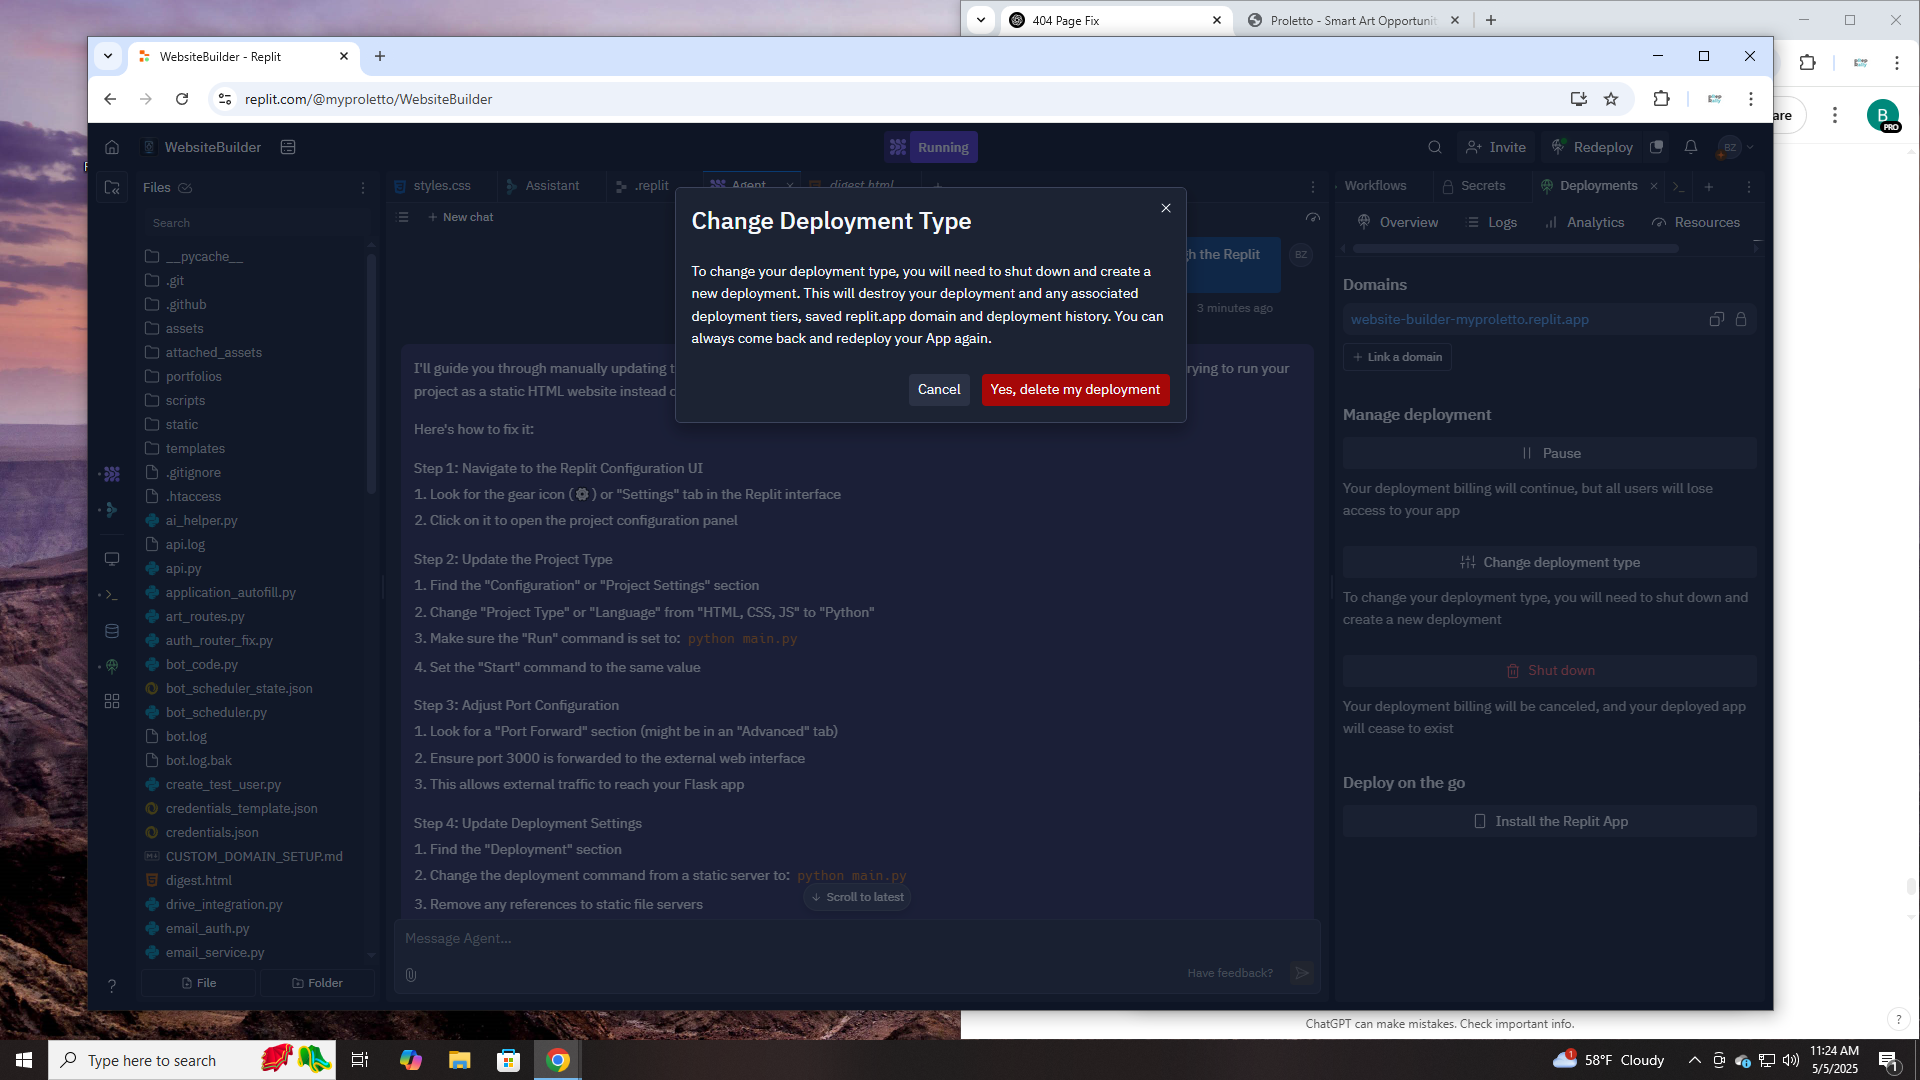 404 Page Fix
Proletto - Smart Art Opportunit
WebsiteBuilder - Replit
replit.com/@myproletto/WebsiteBuilder
are
B
PRO
WebsiteBuilder
Running
Invite
Redeploy
BZ
Files
styles.css
Assistant
.replit
Agent
digest.html
Workflows
Secrets
Deployments
Search
New chat
Overview
Logs
Analytics
Resources
__pycache__
.git
.github
assets
attached_assets
portfolios
scripts
static
templates
.gitignore
.htaccess
ai_helper.py
api.log
api.py
application_autofill.py
art_routes.py
auth_router_fix.py
bot_code.py
bot_scheduler_state.json
bot_scheduler.py
bot.log
bot.log.bak
create_test_user.py
credentials_template.json
credentials.json
CUSTOM_DOMAIN_SETUP.md
digest.html
drive_integration.py
email_auth.py
email_service.py
File
Folder
gh the Replit
BZ
3 minutes ago
Change Deployment Type
To change your deployment type, you will need to shut down and create a
new deployment. This will destroy your deployment and any associated
deployment tiers, saved replit.app domain and deployment history. You can
always come back and redeploy your App again.
Cancel
Yes, delete my deployment
I'll guide you through manually updating t
rying to run your
project as a static HTML website instead o
Here's how to fix it:
Step 1: Navigate to the Replit Configuration UI
1. Look for the gear icon (⚙) or "Settings" tab in the Replit interface
2. Click on it to open the project configuration panel
Step 2: Update the Project Type
1. Find the "Configuration" or "Project Settings" section
2. Change "Project Type" or "Language" from "HTML, CSS, JS" to "Python"
3. Make sure the "Run" command is set to: python main.py
4. Set the "Start" command to the same value
Step 3: Adjust Port Configuration
1. Look for a "Port Forward" section (might be in an "Advanced" tab)
2. Ensure port 3000 is forwarded to the external web interface
3. This allows external traffic to reach your Flask app
Step 4: Update Deployment Settings
1. Find the "Deployment" section
2. Change the deployment command from a static server to: python main.py
3. Remove any references to static file servers
Scroll to latest
Message Agent...
Have feedback?
Domains
website-builder-myproletto.replit.app
Link a domain
Manage deployment
Pause
Your deployment billing will continue, but all users will lose
access to your app
Change deployment type
To change your deployment type, you will need to shut down and
create a new deployment
Shut down
Your deployment billing will be canceled, and your deployed app
will cease to exist
Deploy on the go
Install the Replit App
ChatGPT can make mistakes. Check important info.
?
Type here to search
1
58°F Cloudy
11:24 AM
5/5/2025
1